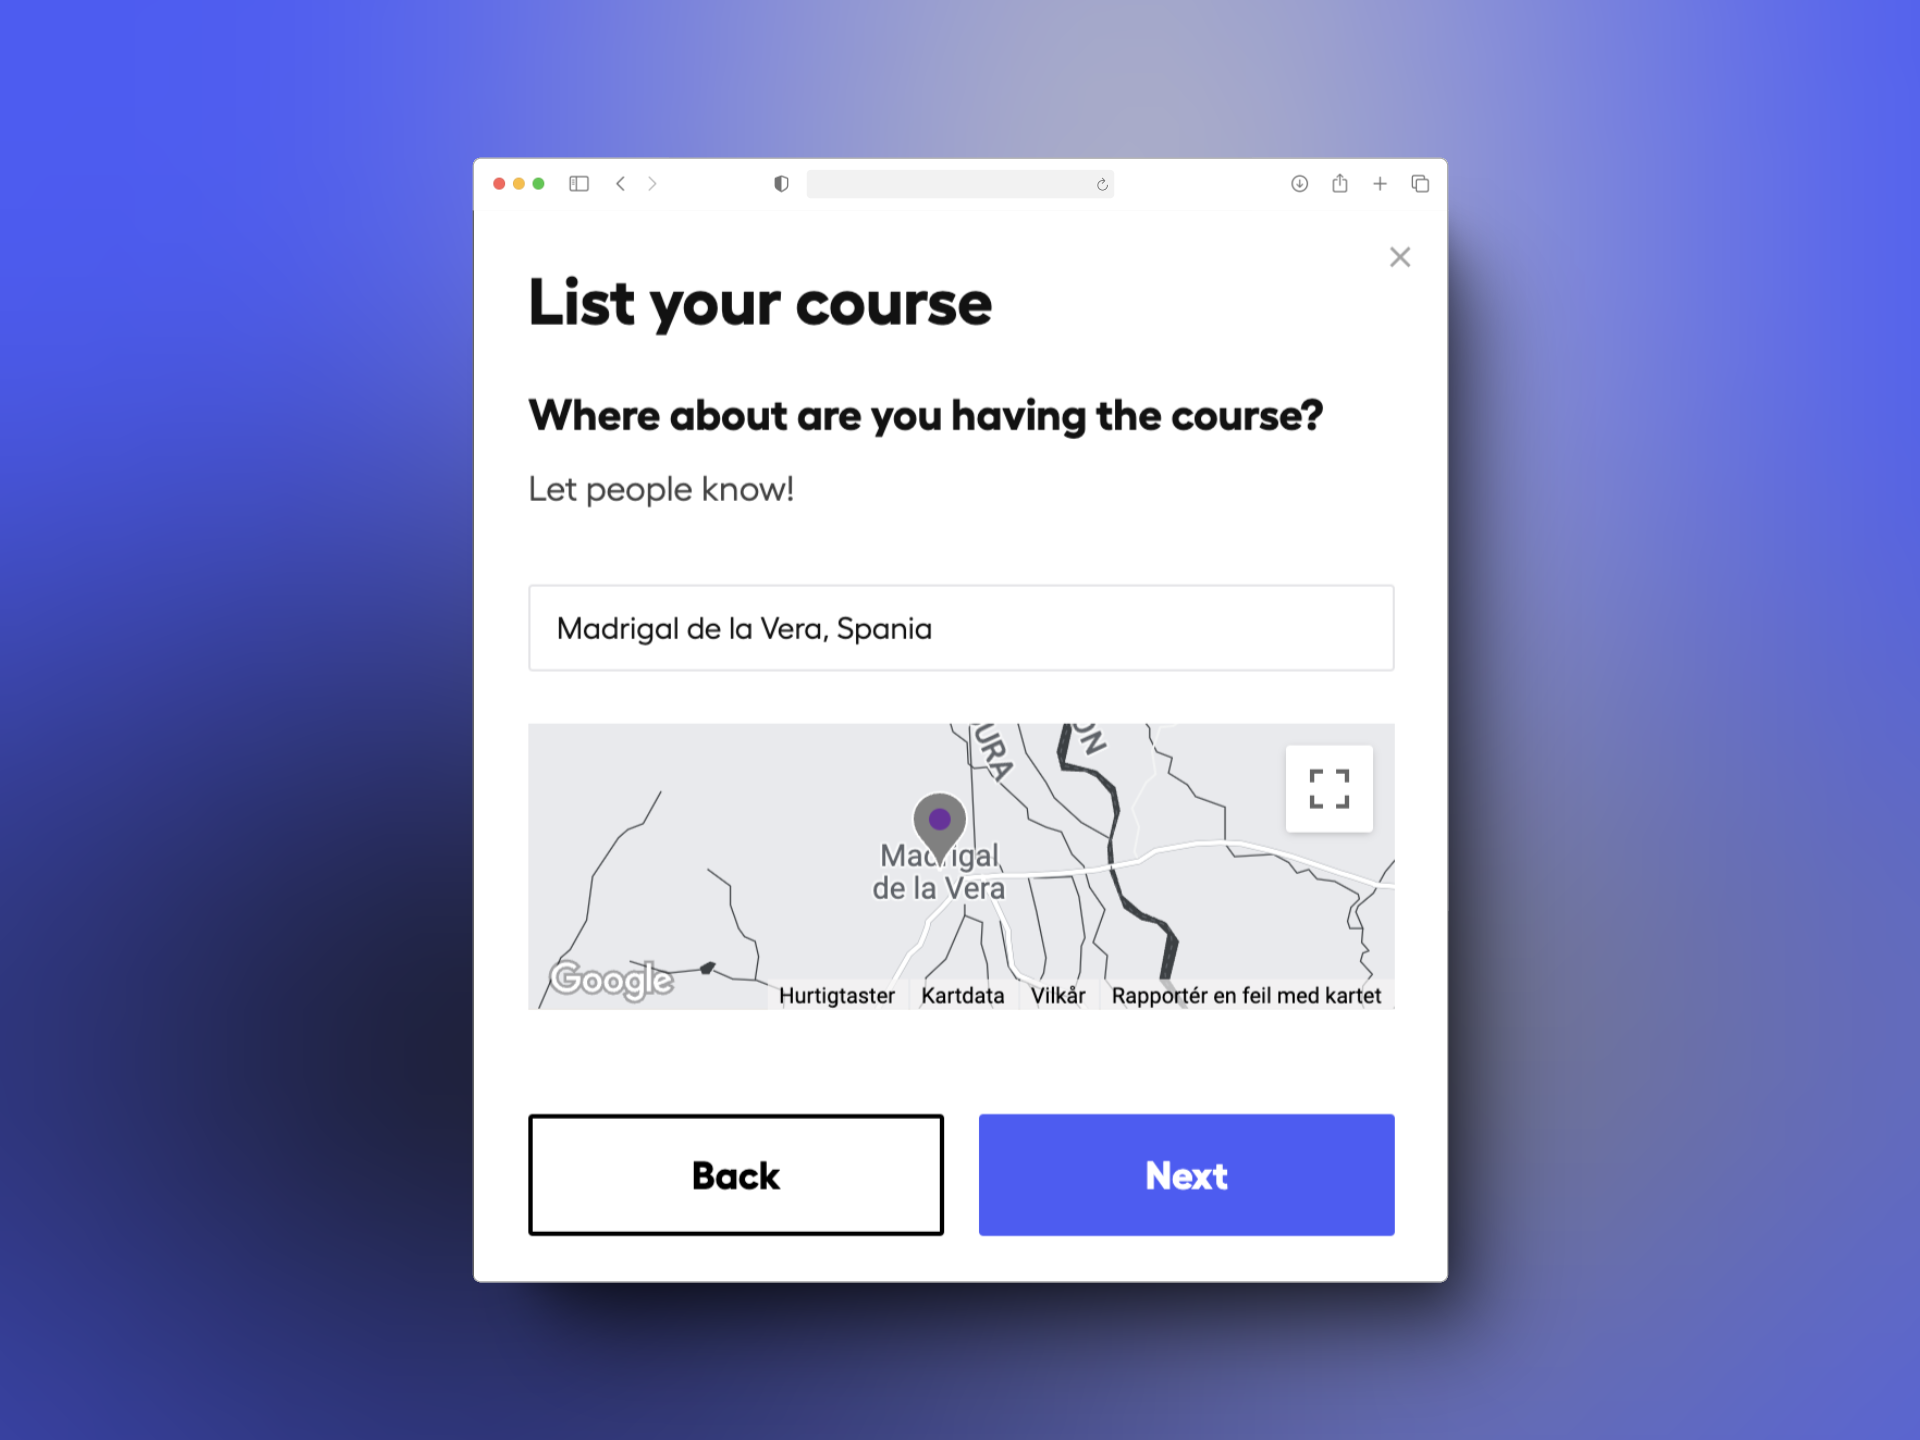 List your course
Where about are you having the course?
Let people know!
Madrigal de la Vera, Spania
URA
ON
Madrigal
de la Vera
Google
Hurtigtaster
Kartdata
Vilkår
Rapportér en feil med kartet
Back
Next